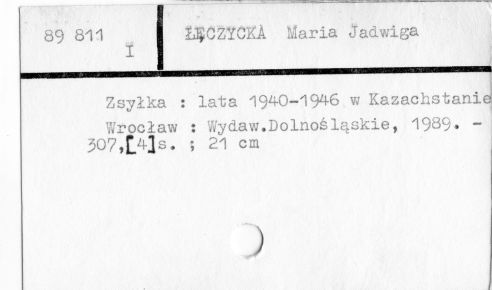 89 811 ŁĘCZYCKA Maria Jadwiga
I
Zsyłka : lata 1940-1946 w Kazachstanie
Wrocław : Wydaw.Dolnośląskie, 1989. -
307,[4]s. ; 21 cm